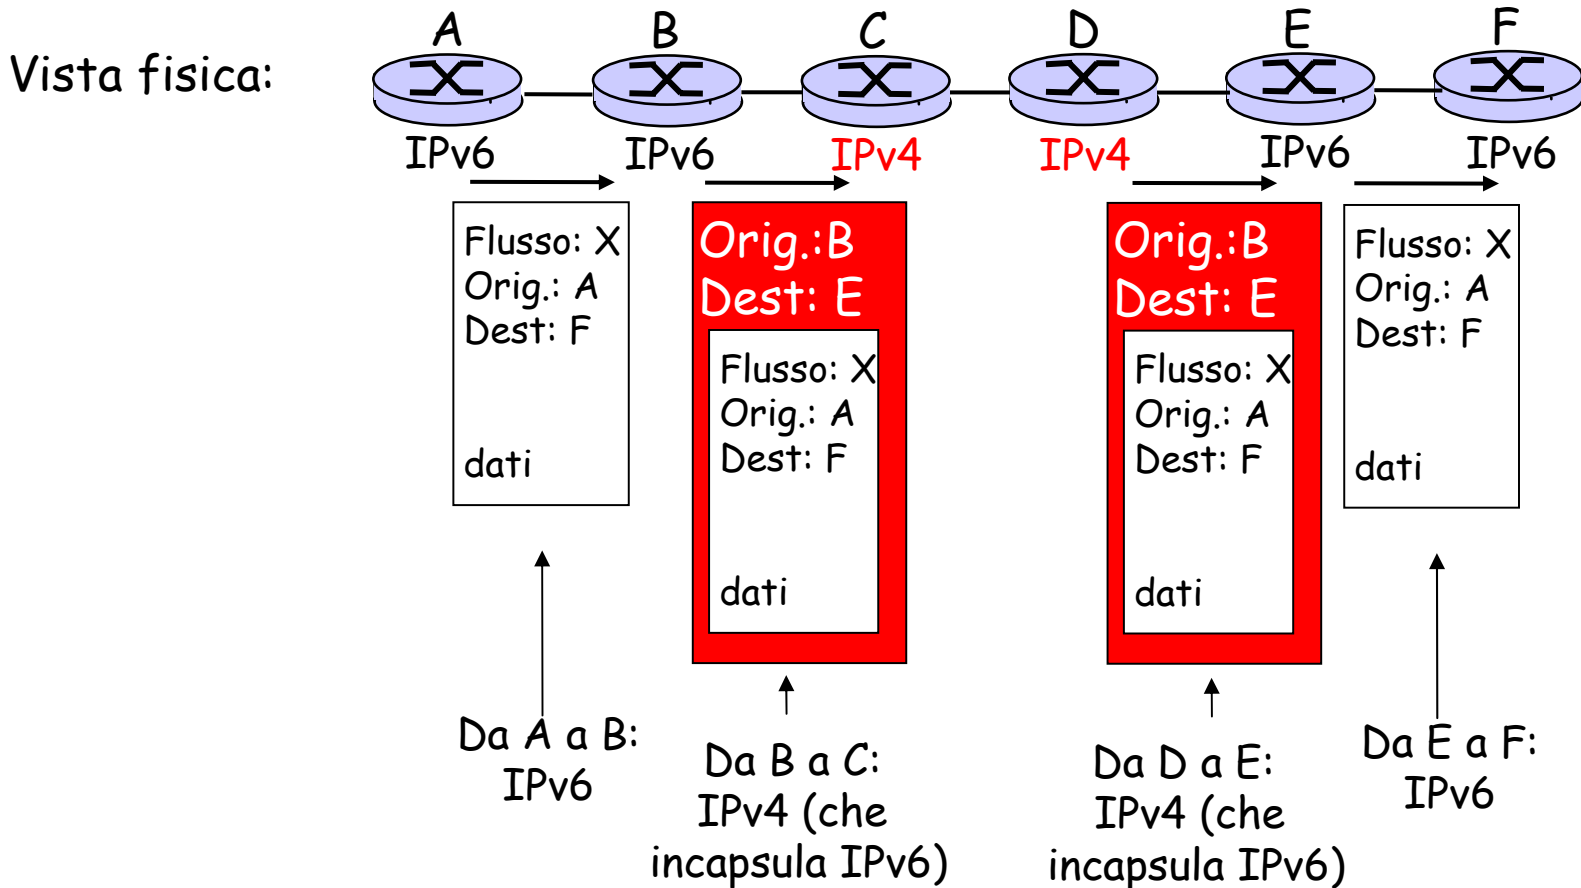 Vista fisica:
A
B
C
D
E
F
IPv6
IPv6
IPv4
IPv4
IPv6
IPv6
Flusso: X
Orig.: A
Dest: F
dati
Orig.:B
Dest: E
Flusso: X
Orig.: A
Dest: F
dati
Orig.:B
Dest: E
Flusso: X
Orig.: A
Dest: F
dati
Flusso: X
Orig.: A
Dest: F
dati
Da A a B:
IPv6
Da B a C:
IPv4 (che
incapsula IPv6)
Da D a E:
IPv4 (che
incapsula IPv6)
Da E a F:
IPv6